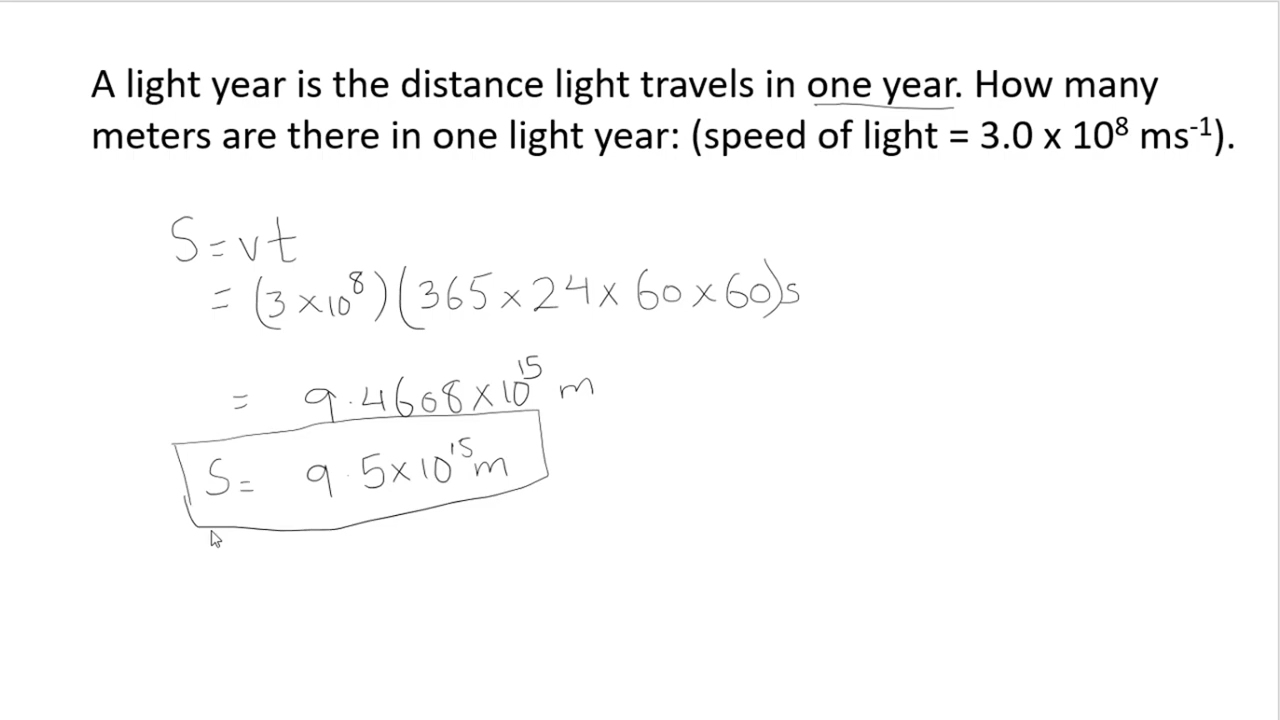 A light year is the distance light travels in one year. How many
meters are there in one light year: (speed of light = 3.0 x 10⁸ ms⁻¹).
S = vt
= (3 × 10⁸) (365 × 24 × 60 × 60) s
= 9.4608 × 10¹⁵ m
S = 9.5 × 10¹⁵ m